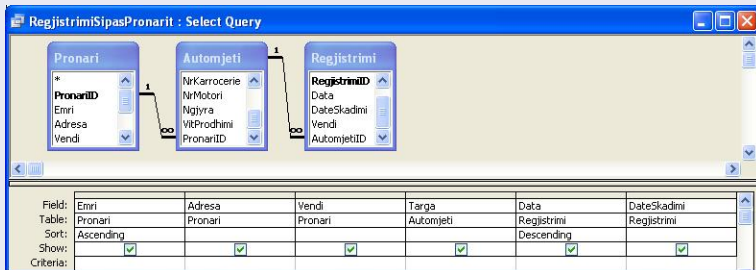 RegjistrimiSipasPronarit : Select Query
Pronari
*
PronariID
Emri
Adresa
Vendi
1
∞
Automjeti
NrKarrocerie
NrMotori
Ngjyra
VitProdhimi
PronariID
1
∞
Regjistrimi
RegjistrimiID
Data
DateSkadimi
Vendi
AutomjetiID
Field: Emri Adresa Vendi Targa Data DateSkadimi
Table: Pronari Pronari Pronari Automjeti Regjistrimi Regjistrimi
Sort: Ascending Descending
Show:
Criteria: